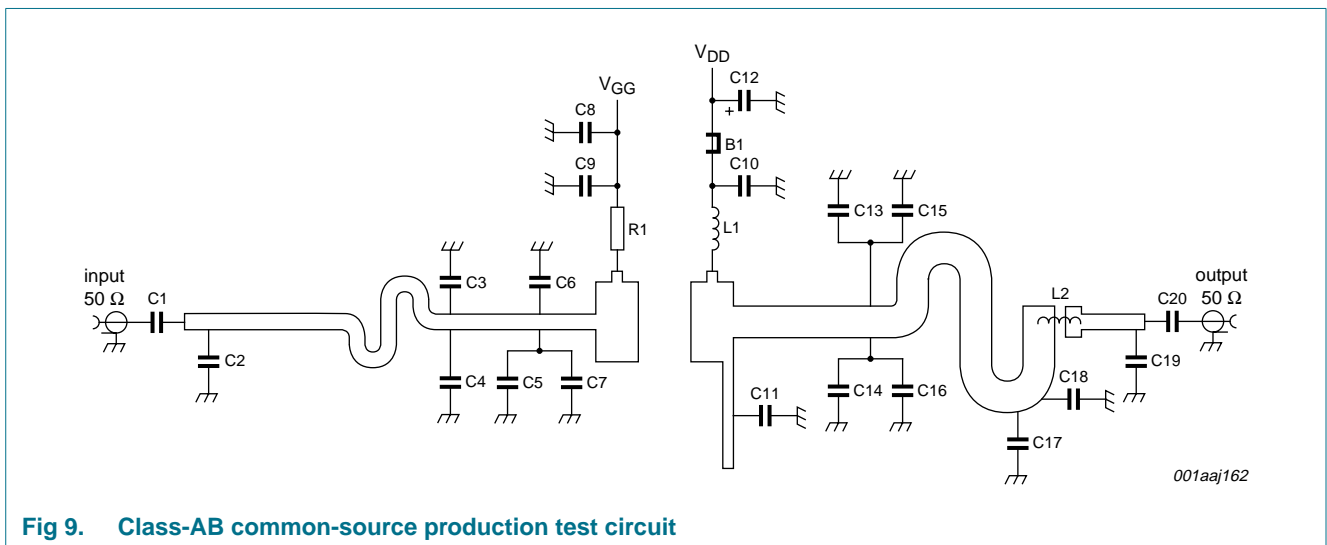 VDD
C12
+
VGG
C8
B1
C9
C10
R1
L1
C13
C15
input
50 Ω
C1
C3
C6
L2
output
50 Ω
C20
C2
C4
C5
C7
C11
C14
C16
C18
C19
C17
001aaj162
Fig 9. Class-AB common-source production test circuit